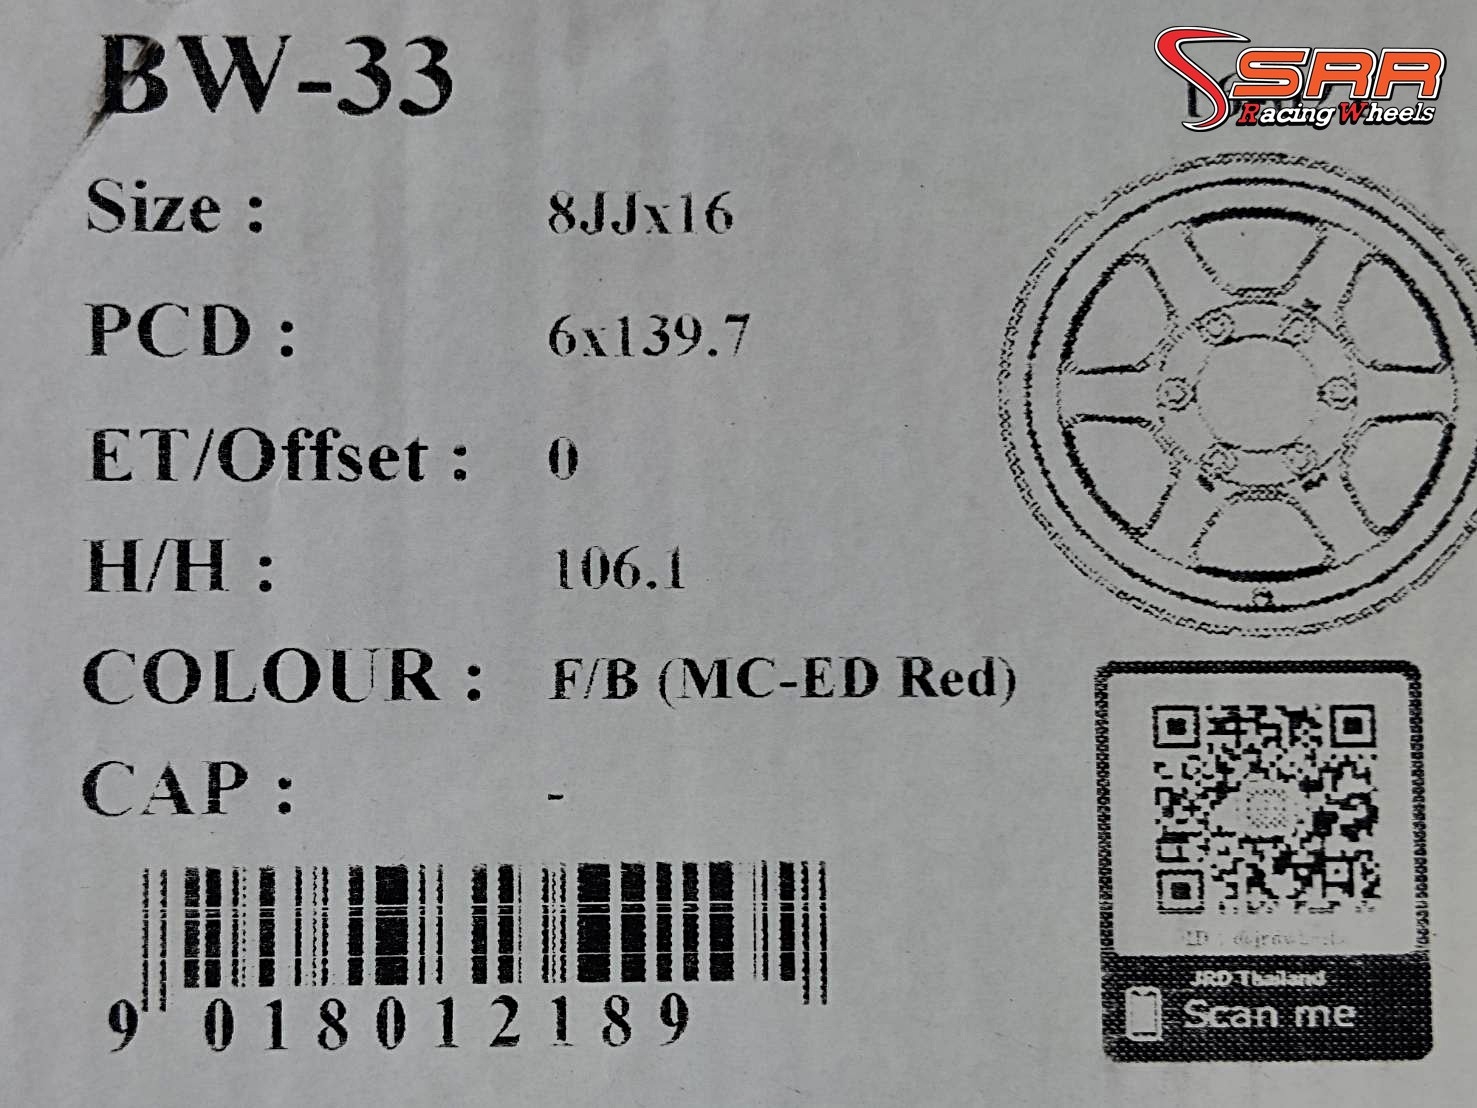 BW-33
SRR
Racing Wheels
Size : 8JJx16
PCD : 6x139.7
ET/Offset : 0
H/H : 106.1
COLOUR : F/B (MC-ED Red)
CAP : -
9 018012189
JRD Thailand
Scan me